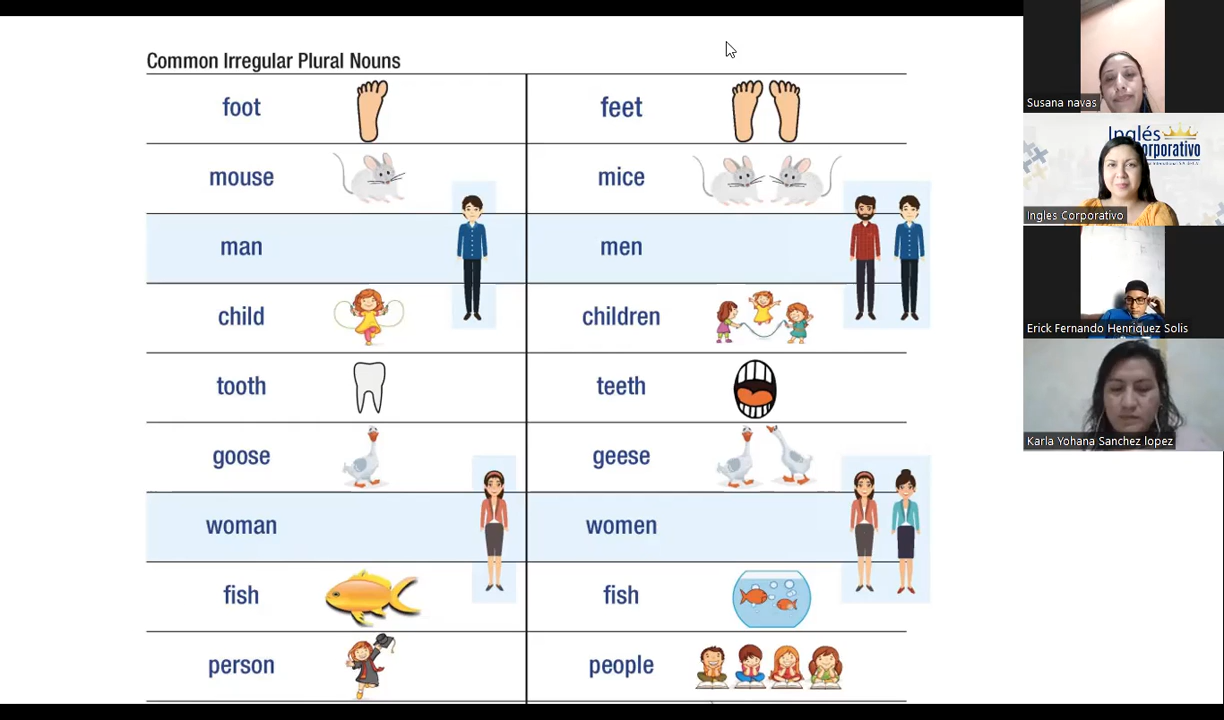 Common Irregular Plural Nouns
foot feet
mouse mice
man men
child children
tooth teeth
goose geese
woman women
fish fish
person people
Susana navas
Inglés
Corporativo
Ingles Corporativo
Erick Fernando Henriquez Solis
Karla Yohana Sanchez lopez